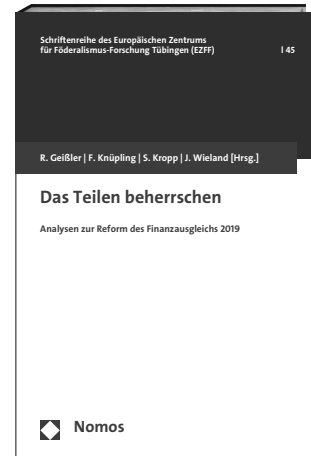 Schriftenreihe des Europäischen Zentrums
für Föderalismus-Forschung Tübingen (EZFF) | 45
R. Geißler | F. Knüpling | S. Kropp | J. Wieland [Hrsg.]
Das Teilen beherrschen
Analysen zur Reform des Finanzausgleichs 2019
Nomos